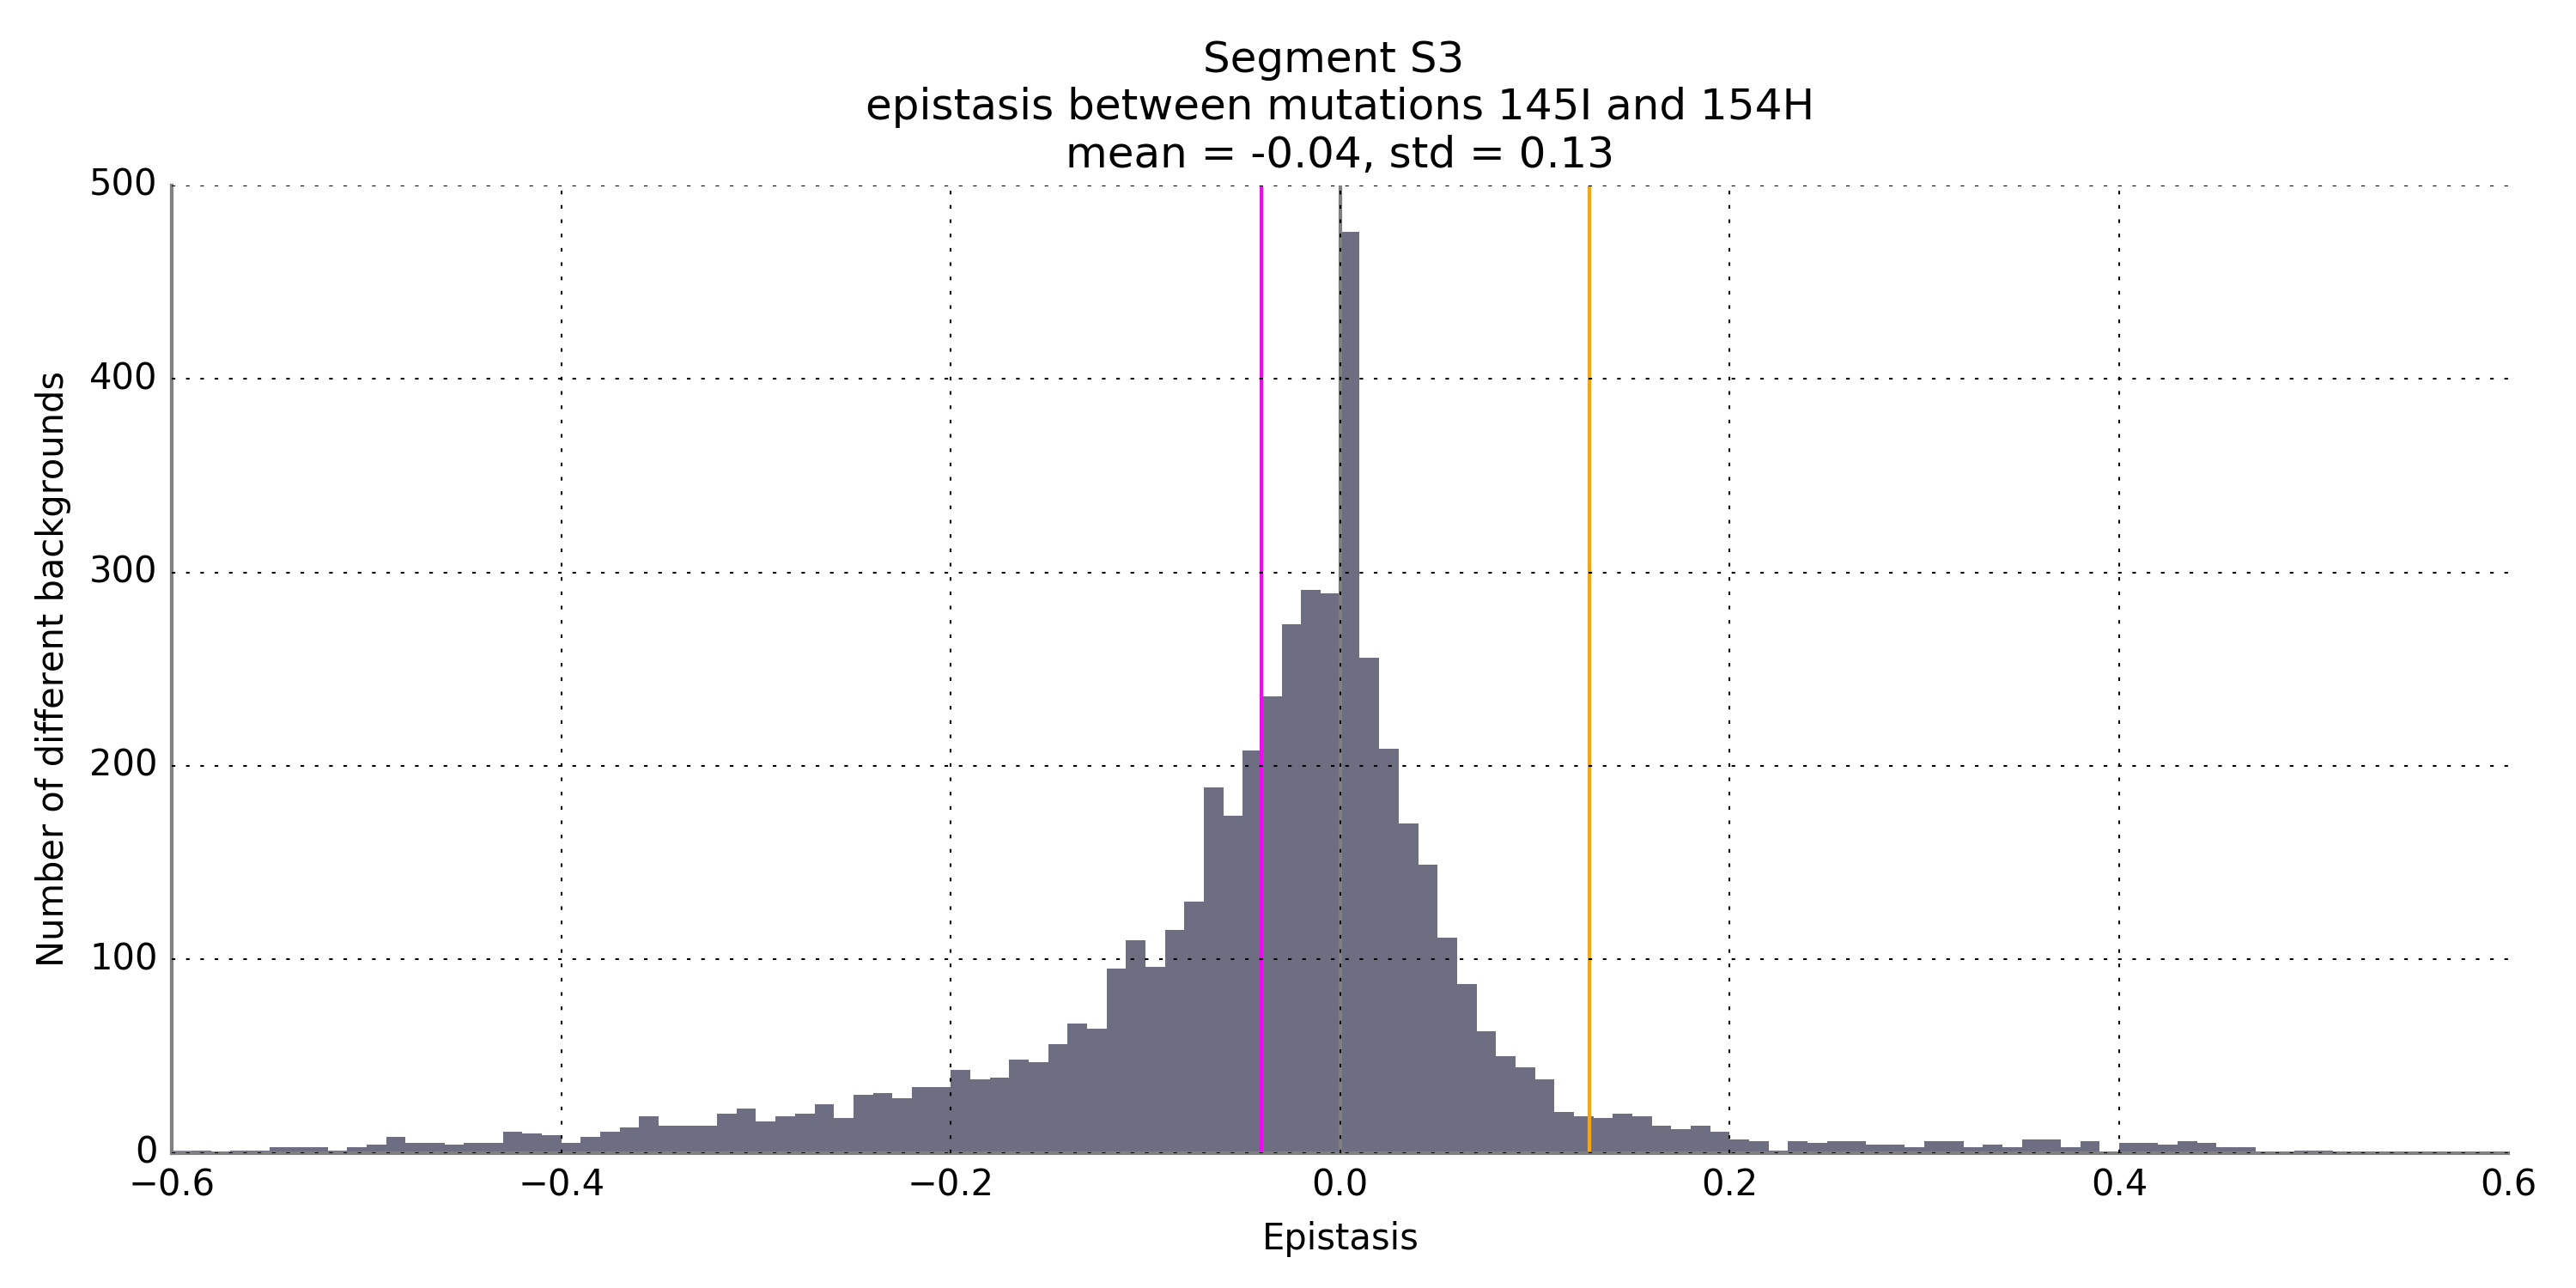 Segment S3
epistasis between mutations 145I and 154H
mean = -0.04, std = 0.13
500
400
300
200
100
0
Number of different backgrounds
−0.6 −0.4 −0.2 0.0 0.2 0.4 0.6
Epistasis